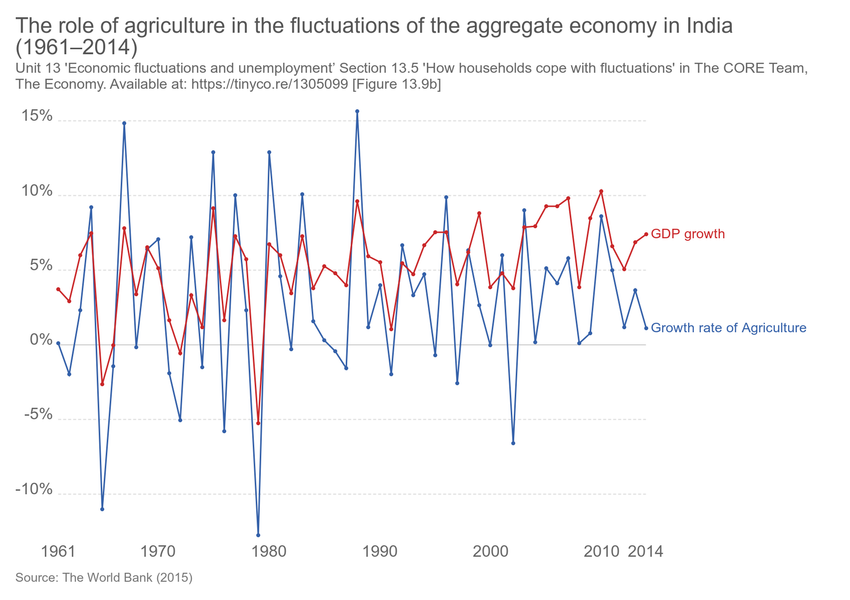 The role of agriculture in the fluctuations of the aggregate economy in India
(1961–2014)
Unit 13 'Economic fluctuations and unemployment’ Section 13.5 'How households cope with fluctuations' in The CORE Team,
The Economy. Available at: https://tinyco.re/1305099 [Figure 13.9b]
15%
10%
5%
0%
-5%
-10%
GDP growth
Growth rate of Agriculture
1961 1970 1980 1990 2000 2010 2014
Source: The World Bank (2015)